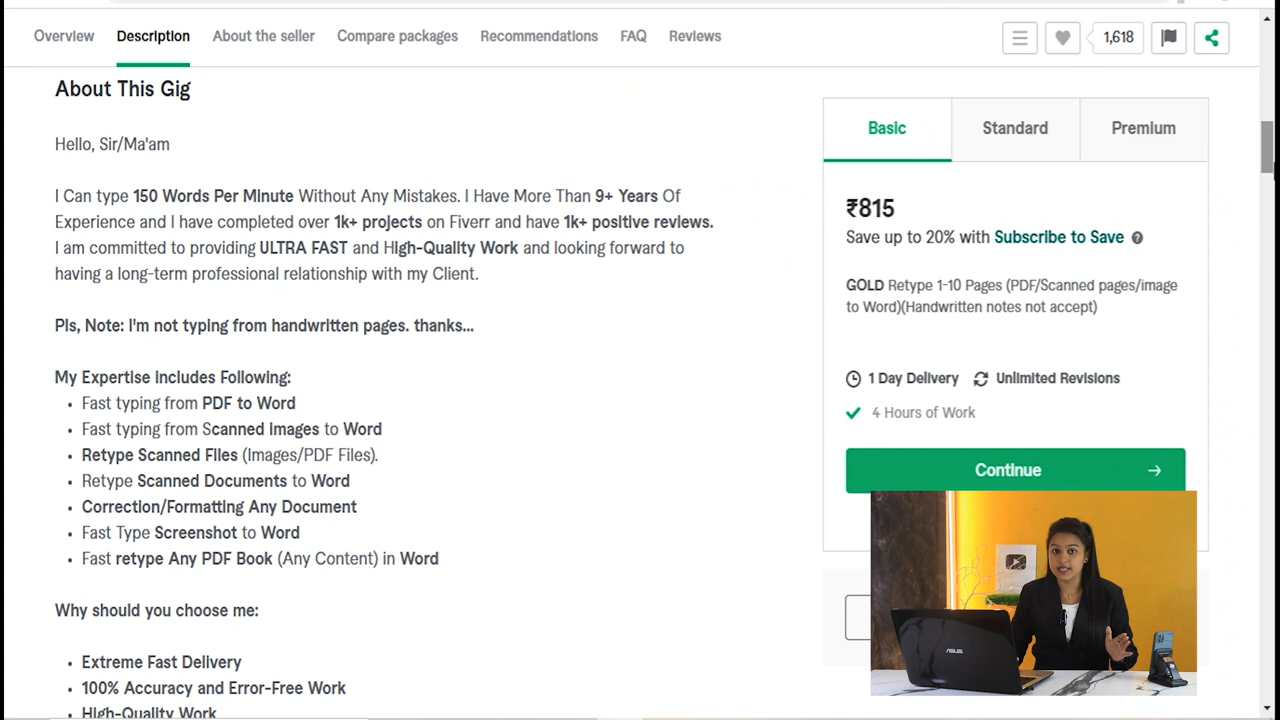 Overview Description About the seller Compare packages Recommendations FAQ Reviews 1,618
About This Gig
Hello, Sir/Ma'am
I Can type 150 Words Per Minute Without Any Mistakes. I Have More Than 9+ Years Of
Experience and I have completed over 1k+ projects on Fiverr and have 1k+ positive reviews.
I am committed to providing ULTRA FAST and High-Quality Work and looking forward to
having a long-term professional relationship with my Client.
Pls, Note: I'm not typing from handwritten pages. thanks...
My Expertise Includes Following:
• Fast typing from PDF to Word
• Fast typing from Scanned Images to Word
• Retype Scanned Files (Images/PDF Files).
• Retype Scanned Documents to Word
• Correction/Formatting Any Document
• Fast Type Screenshot to Word
• Fast retype Any PDF Book (Any Content) in Word
Why should you choose me:
• Extreme Fast Delivery
• 100% Accuracy and Error-Free Work
• High-Quality Work
Basic Standard Premium
₹815
Save up to 20% with Subscribe to Save ?
GOLD Retype 1-10 Pages (PDF/Scanned pages/image
to Word)(Handwritten notes not accept)
1 Day Delivery Unlimited Revisions
4 Hours of Work
Continue →
ASUS